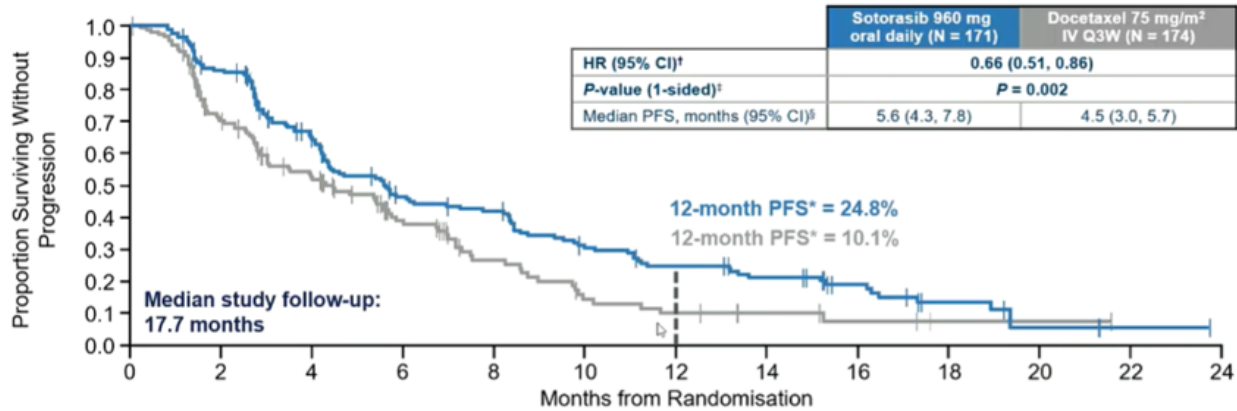 Sotorasib 960 mg
oral daily (N = 171)
Docetaxel 75 mg/m²
IV Q3W (N = 174)
HR (95% CI)†
0.66 (0.51, 0.86)
P-value (1-sided)‡
P = 0.002
Median PFS, months (95% CI)§
5.6 (4.3, 7.8)
4.5 (3.0, 5.7)
Proportion Surviving Without
Progression
1.0
0.9
0.8
0.7
0.6
0.5
0.4
0.3
0.2
0.1
0.0
12-month PFS* = 24.8%
12-month PFS* = 10.1%
Median study follow-up:
17.7 months
0
2
4
6
8
10
12
14
16
18
20
22
24
Months from Randomisation